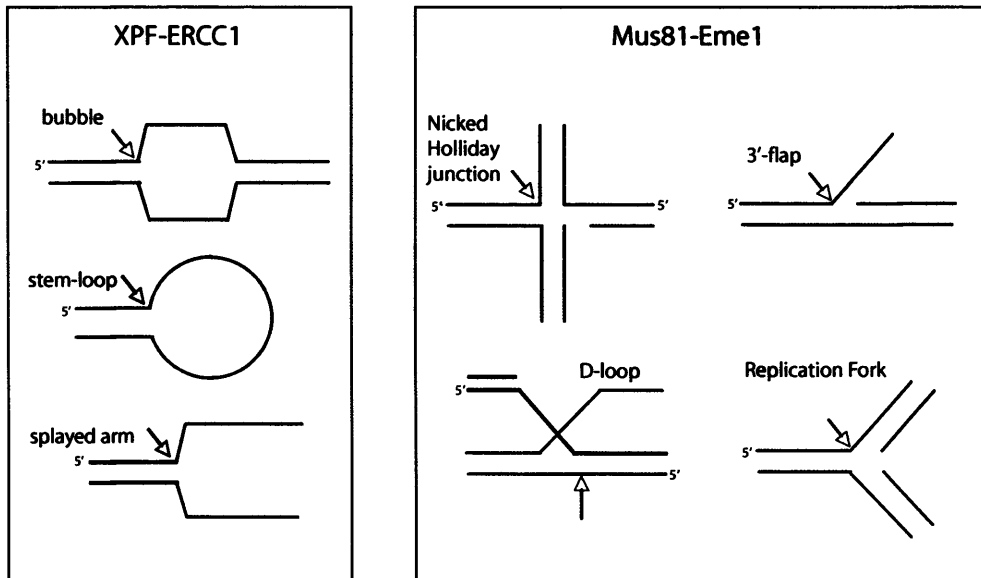 XPF-ERCC1
bubble
5'
stem-loop
5'
splayed arm
5'
Mus81-Eme1
Nicked
Holliday
junction
5'
5'
3'-flap
5'
D-loop
5'
5'
Replication Fork
5'